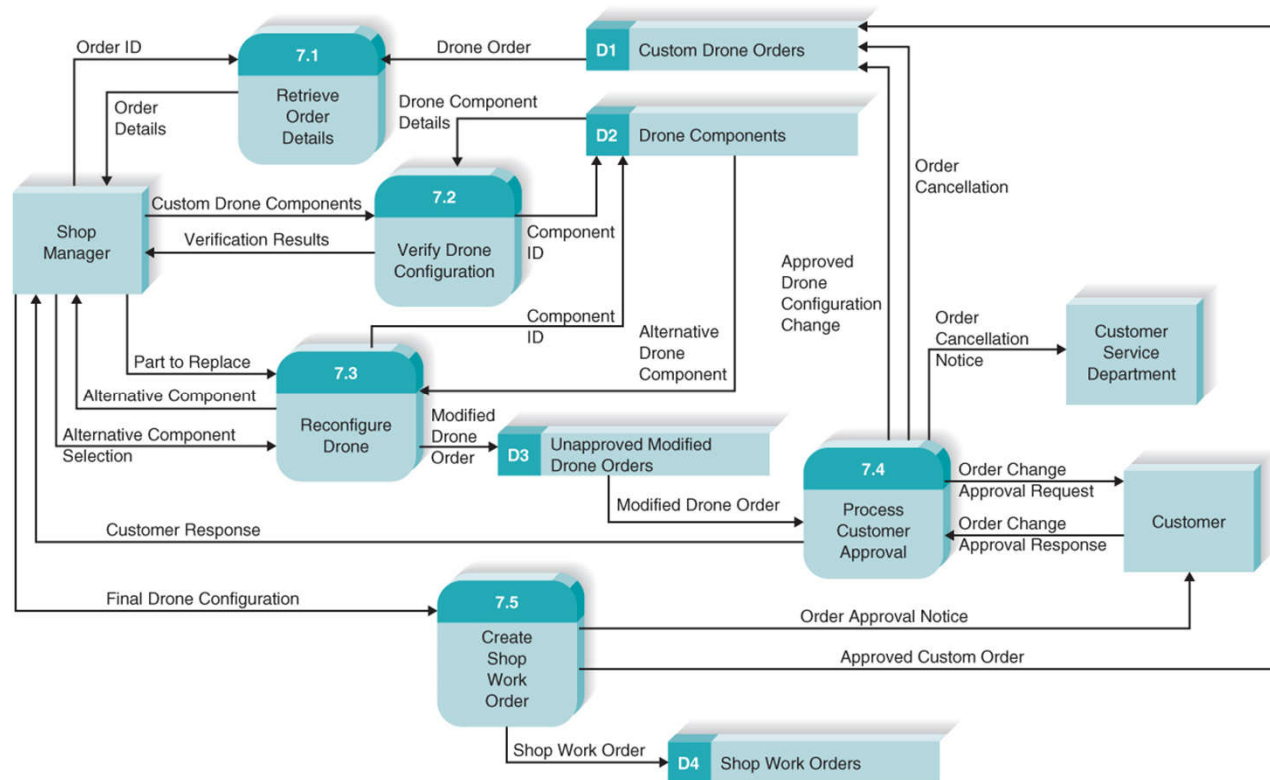 Order ID
7.1
Retrieve
Order
Details
Drone Order
D1
Custom Drone Orders
Order
Details
Drone Component
Details
D2
Drone Components
Order
Cancellation
Shop
Manager
Custom Drone Components
Verification Results
7.2
Verify Drone
Configuration
Component
ID
Approved
Drone
Configuration
Change
Component
ID
Alternative
Drone
Component
Order
Cancellation
Notice
Customer
Service
Department
Part to Replace
Alternative Component
Alternative Component
Selection
7.3
Reconfigure
Drone
Modified
Drone
Order
D3
Unapproved Modified
Drone Orders
Modified Drone Order
7.4
Process
Customer
Approval
Order Change
Approval Request
Order Change
Approval Response
Customer
Customer Response
Final Drone Configuration
7.5
Create
Shop
Work
Order
Order Approval Notice
Approved Custom Order
Shop Work Order
D4
Shop Work Orders